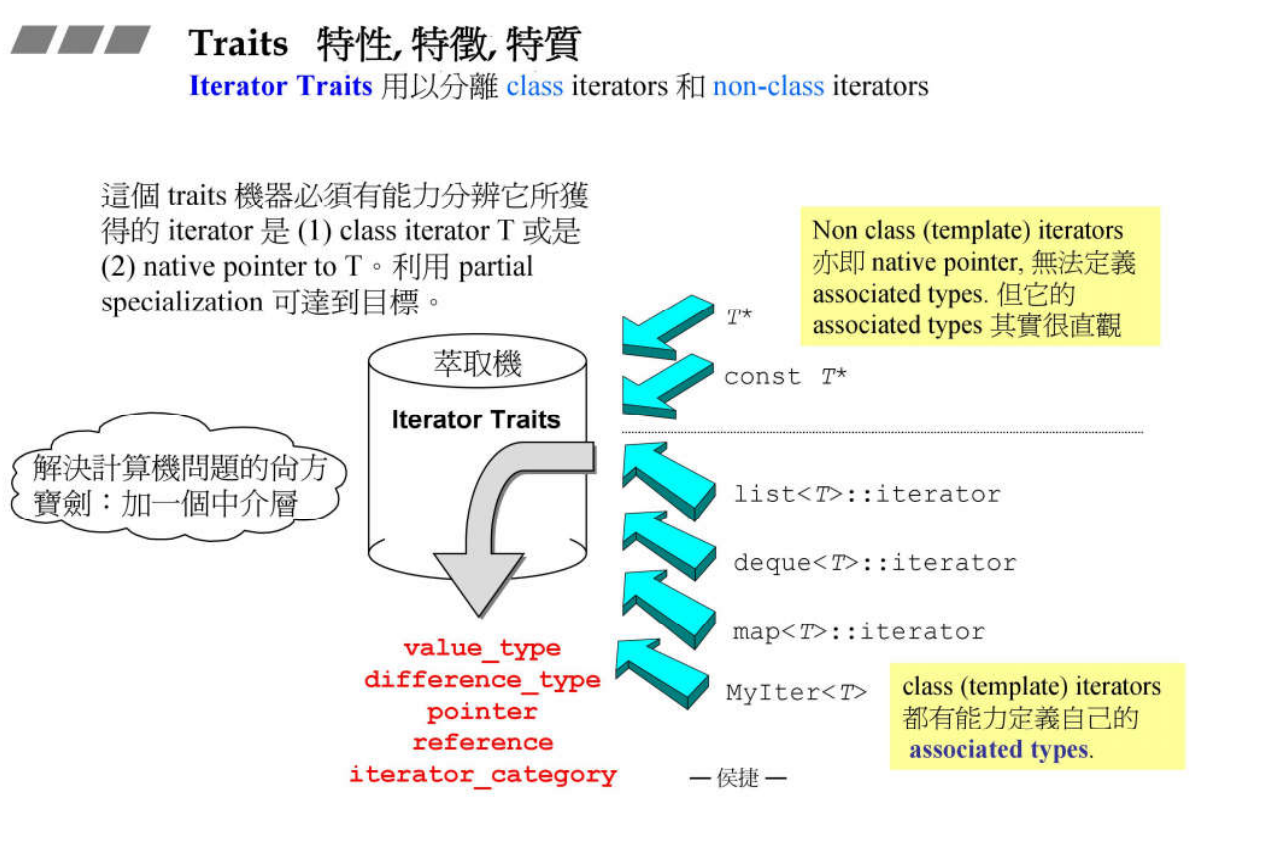 Traits 特性, 特徵, 特質
Iterator Traits 用以分離 class iterators 和 non-class iterators
這個 traits 機器必須有能力分辨它所獲
得的 iterator 是 (1) class iterator T 或是
(2) native pointer to T。利用 partial
specialization 可達到目標。
Non class (template) iterators
亦即 native pointer, 無法定義
associated types. 但它的
associated types 其實很直觀
萃取機
Iterator Traits
解決計算機問題的尚方
寶劍：加一個中介層
T*
const T*
list<T>::iterator
deque<T>::iterator
map<T>::iterator
MyIter<T>
value_type
difference_type
pointer
reference
iterator_category
class (template) iterators
都有能力定義自己的
associated types.
— 侯捷 —